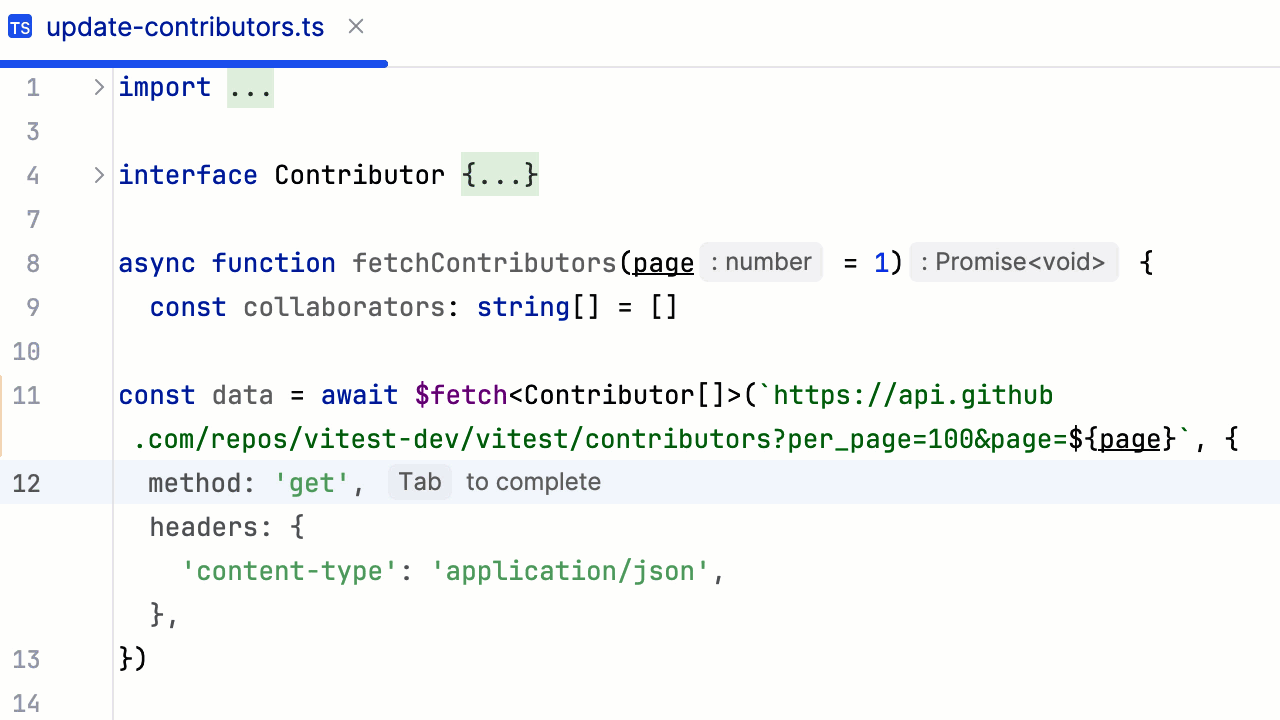 TS update-contributors.ts ×
1 import ...
3
4 interface Contributor {...}
7
8 async function fetchContributors(page : number = 1) : Promise<void> {
9 const collaborators: string[] = []
10
11 const data = await $fetch<Contributor[]>(`https://api.github
.com/repos/vitest-dev/vitest/contributors?per_page=100&page=${page}`, {
12 method: 'get', Tab to complete
headers: {
'content-type': 'application/json',
},
13 })
14